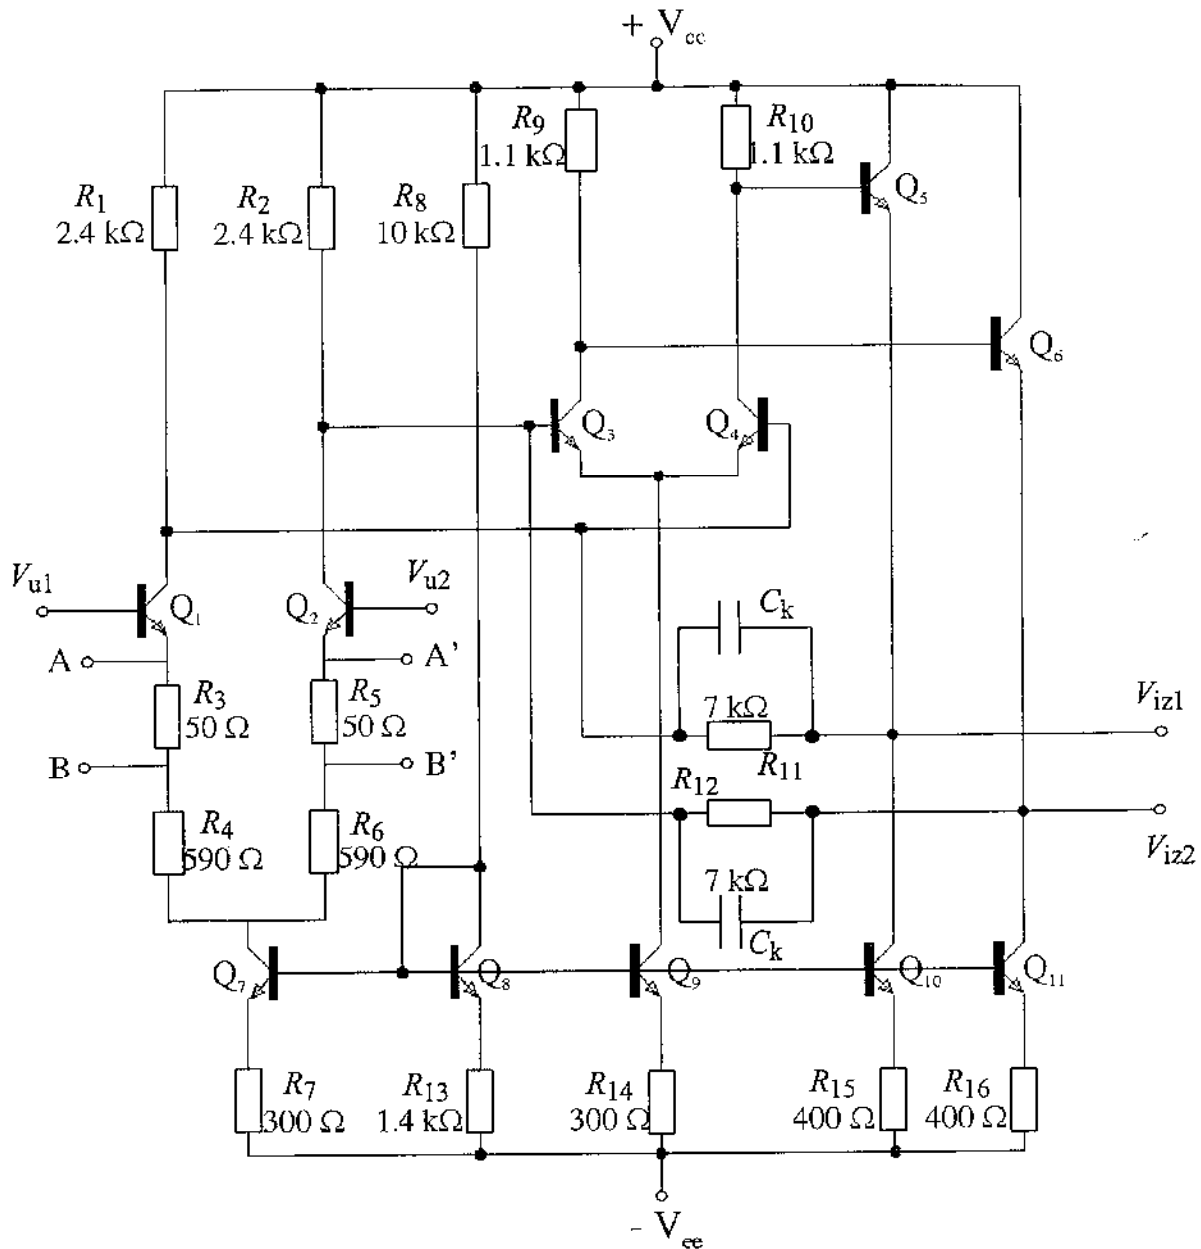 + Vcc
R9
1.1 kΩ
R10
1.1 kΩ
R1
2.4 kΩ
R2
2.4 kΩ
R8
10 kΩ
Q5
Q6
Q3
Q4
Vu1
Q1
Q2
Vu2
A
A'
R3
50 Ω
R5
50 Ω
B
B'
R4
590 Ω
R6
590 Ω
Ck
7 kΩ
R11
Viz1
R12
7 kΩ
Ck
Viz2
Q7
Q8
Q9
Q10
Q11
R7
300 Ω
R13
1.4 kΩ
R14
300 Ω
R15
400 Ω
R16
400 Ω
- Vee